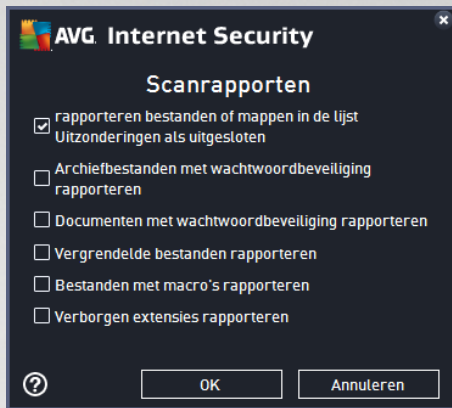 AVG. Internet Security
Scanrapporten
rapporteren bestanden of mappen in de lijst
Uitzonderingen als uitgesloten
Archiefbestanden met wachtwoordbeveiliging
rapporteren
Documenten met wachtwoordbeveiliging rapporteren
Vergrendelde bestanden rapporteren
Bestanden met macro's rapporteren
Verborgen extensies rapporteren
? OK Annuleren